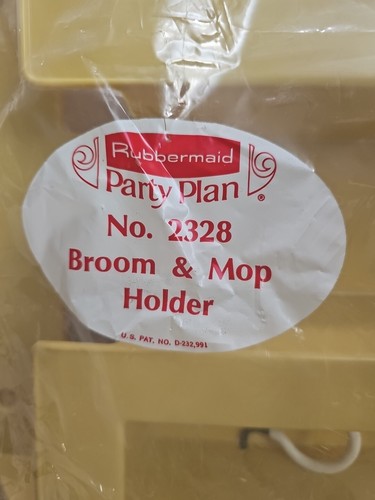 Rubbermaid
Party Plan ®
No. 2328
Broom & Mop
Holder
U.S. PAT. NO. D-232,991